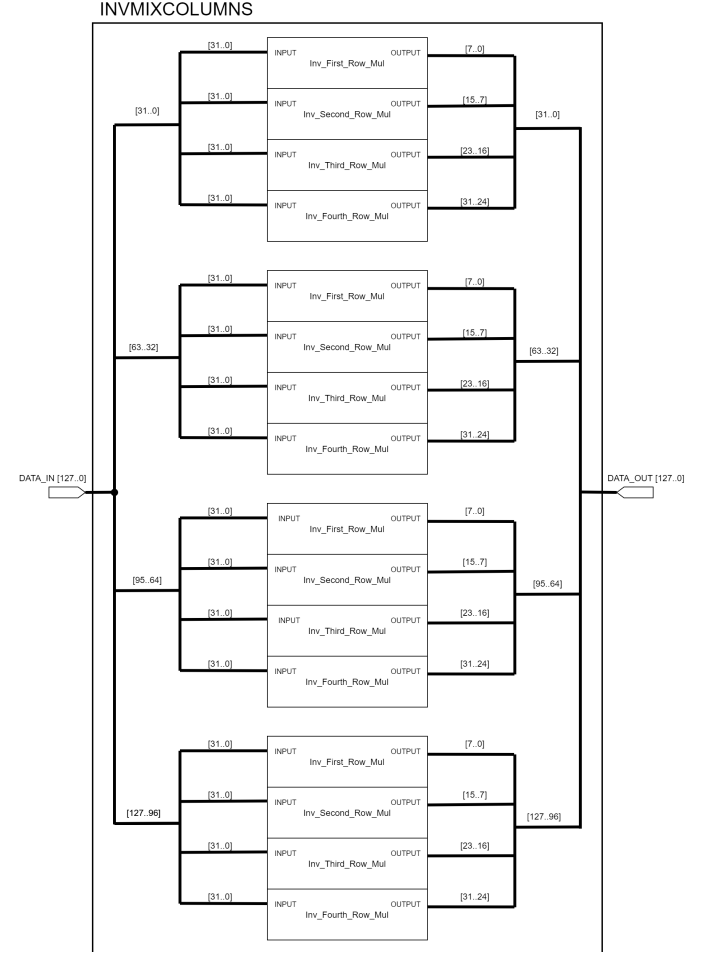 INVMIXCOLUMNS
[31..0]
[31..0]
INPUT
OUTPUT
Inv_First_Row_Mul
[7..0]
[31..0]
INPUT
OUTPUT
Inv_Second_Row_Mul
[15..7]
[31..0]
[31..0]
INPUT
OUTPUT
Inv_Third_Row_Mul
[23..16]
[31..0]
INPUT
OUTPUT
Inv_Fourth_Row_Mul
[31..24]
[63..32]
[31..0]
INPUT
OUTPUT
Inv_First_Row_Mul
[7..0]
[31..0]
INPUT
OUTPUT
Inv_Second_Row_Mul
[15..7]
[63..32]
[31..0]
INPUT
OUTPUT
Inv_Third_Row_Mul
[23..16]
[31..0]
INPUT
OUTPUT
Inv_Fourth_Row_Mul
[31..24]
DATA_IN [127..0]
DATA_OUT [127..0]
[95..64]
[31..0]
INPUT
OUTPUT
Inv_First_Row_Mul
[7..0]
[31..0]
INPUT
OUTPUT
Inv_Second_Row_Mul
[15..7]
[95..64]
[31..0]
INPUT
OUTPUT
Inv_Third_Row_Mul
[23..16]
[31..0]
INPUT
OUTPUT
Inv_Fourth_Row_Mul
[31..24]
[127..96]
[31..0]
INPUT
OUTPUT
Inv_First_Row_Mul
[7..0]
[31..0]
INPUT
OUTPUT
Inv_Second_Row_Mul
[15..7]
[127..96]
[31..0]
INPUT
OUTPUT
Inv_Third_Row_Mul
[23..16]
[31..0]
INPUT
OUTPUT
Inv_Fourth_Row_Mul
[31..24]